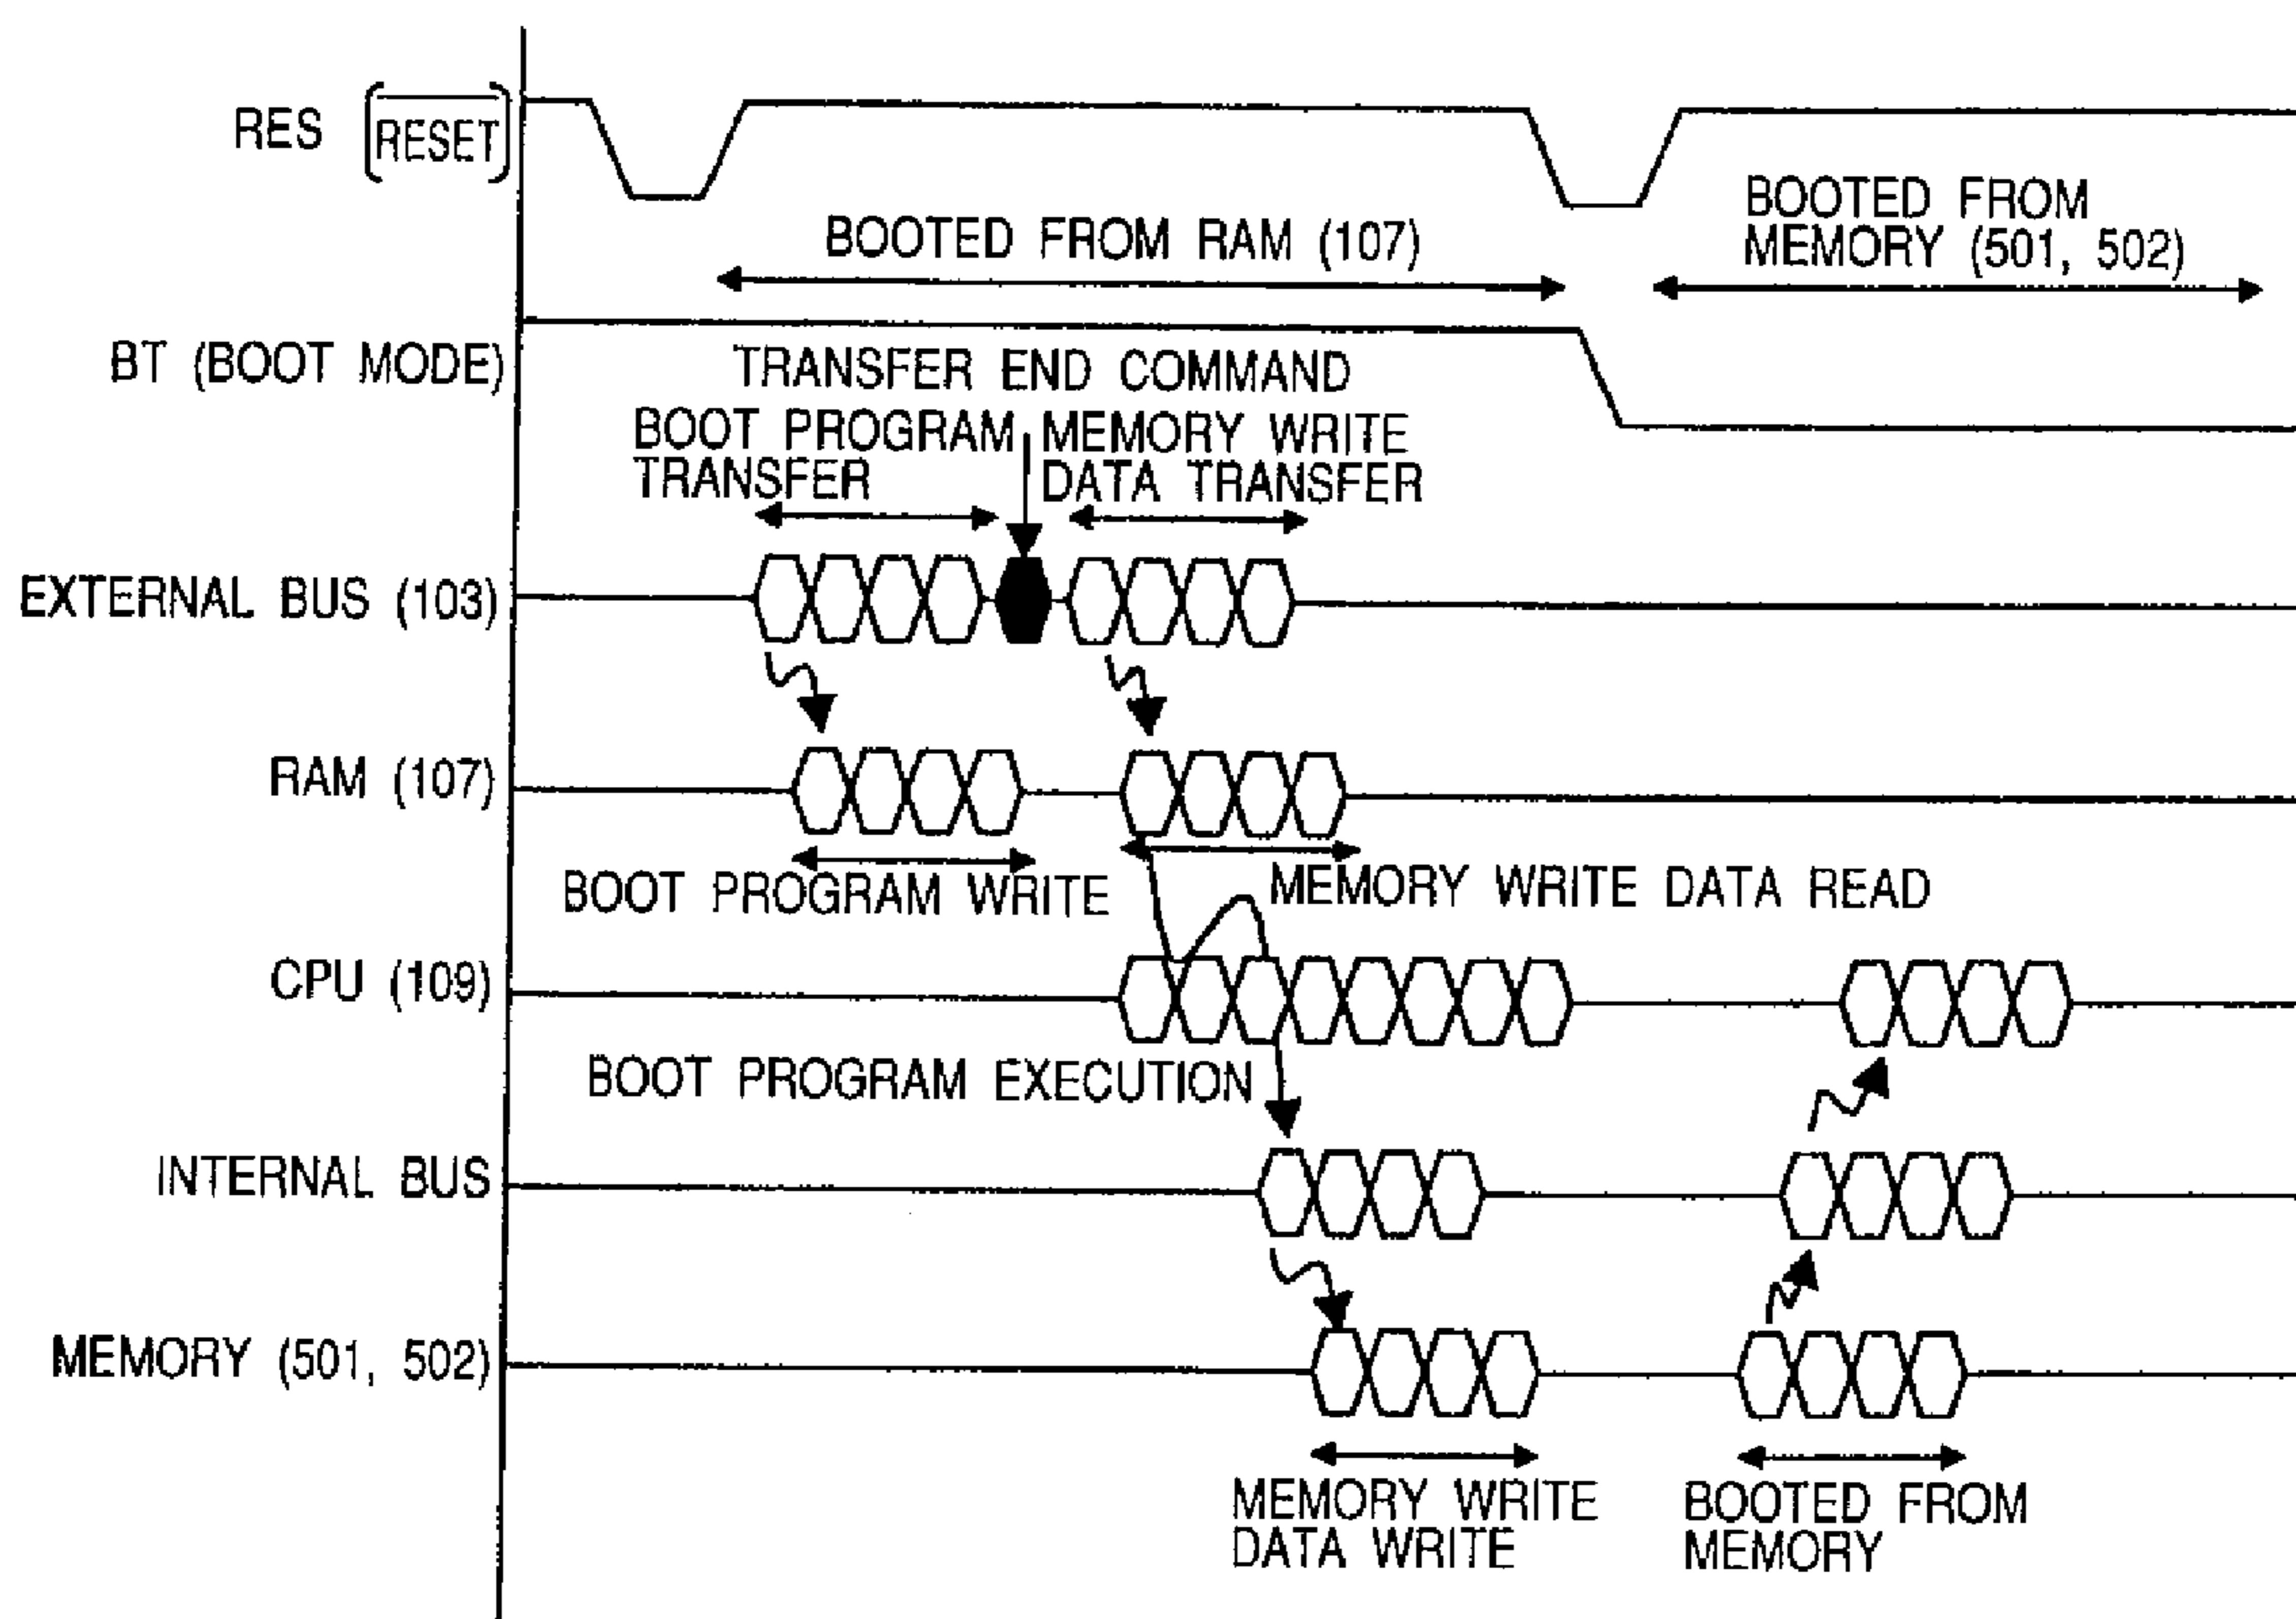 RES (RESET)
BOOTED FROM RAM (107)
BOOTED FROM
MEMORY (501, 502)
BT (BOOT MODE)
TRANSFER END COMMAND
BOOT PROGRAM
TRANSFER
MEMORY WRITE
DATA TRANSFER
EXTERNAL BUS (103)
RAM (107)
BOOT PROGRAM WRITE
MEMORY WRITE DATA READ
CPU (109)
BOOT PROGRAM EXECUTION
INTERNAL BUS
MEMORY (501, 502)
MEMORY WRITE
DATA WRITE
BOOTED FROM
MEMORY